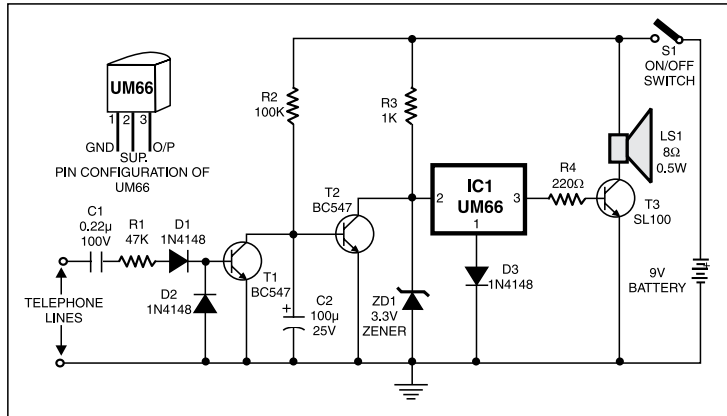 UM66
1 2 3
GND
O/P
SUP.
PIN CONFIGURATION OF
UM66
S1
ON/OFF
SWITCH
R2
100K
R3
1K
LS1
8Ω
0.5W
R4
220Ω
T2
BC547
IC1
UM66
2
3
1
T3
SL100
C1
0.22µ
100V
R1
47K
D1
1N4148
T1
BC547
D2
1N4148
TELEPHONE
LINES
+
C2
100µ
25V
ZD1
3.3V
ZENER
D3
1N4148
+
9V
BATTERY